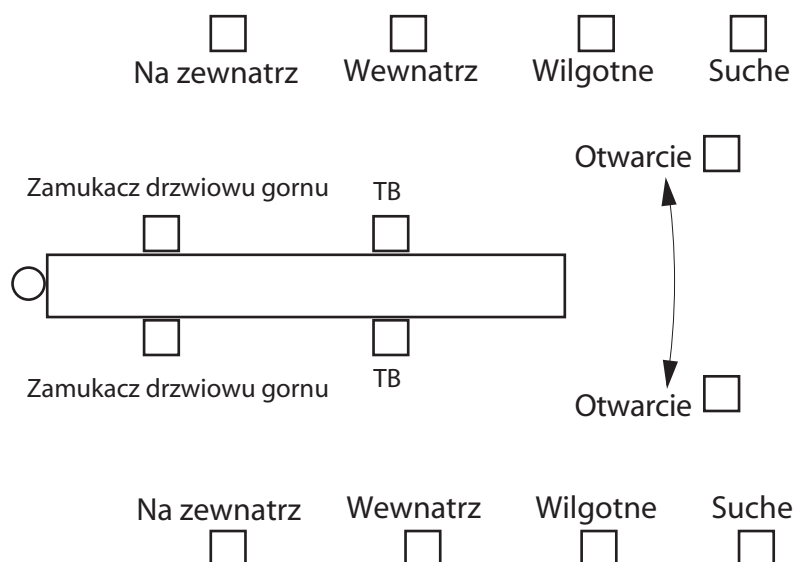 Na zewnatrz Wewnatrz Wilgotne Suche
Otwarcie
Zamukacz drzwiowu gornu TB
Zamukacz drzwiowu gornu TB
Otwarcie
Na zewnatrz Wewnatrz Wilgotne Suche